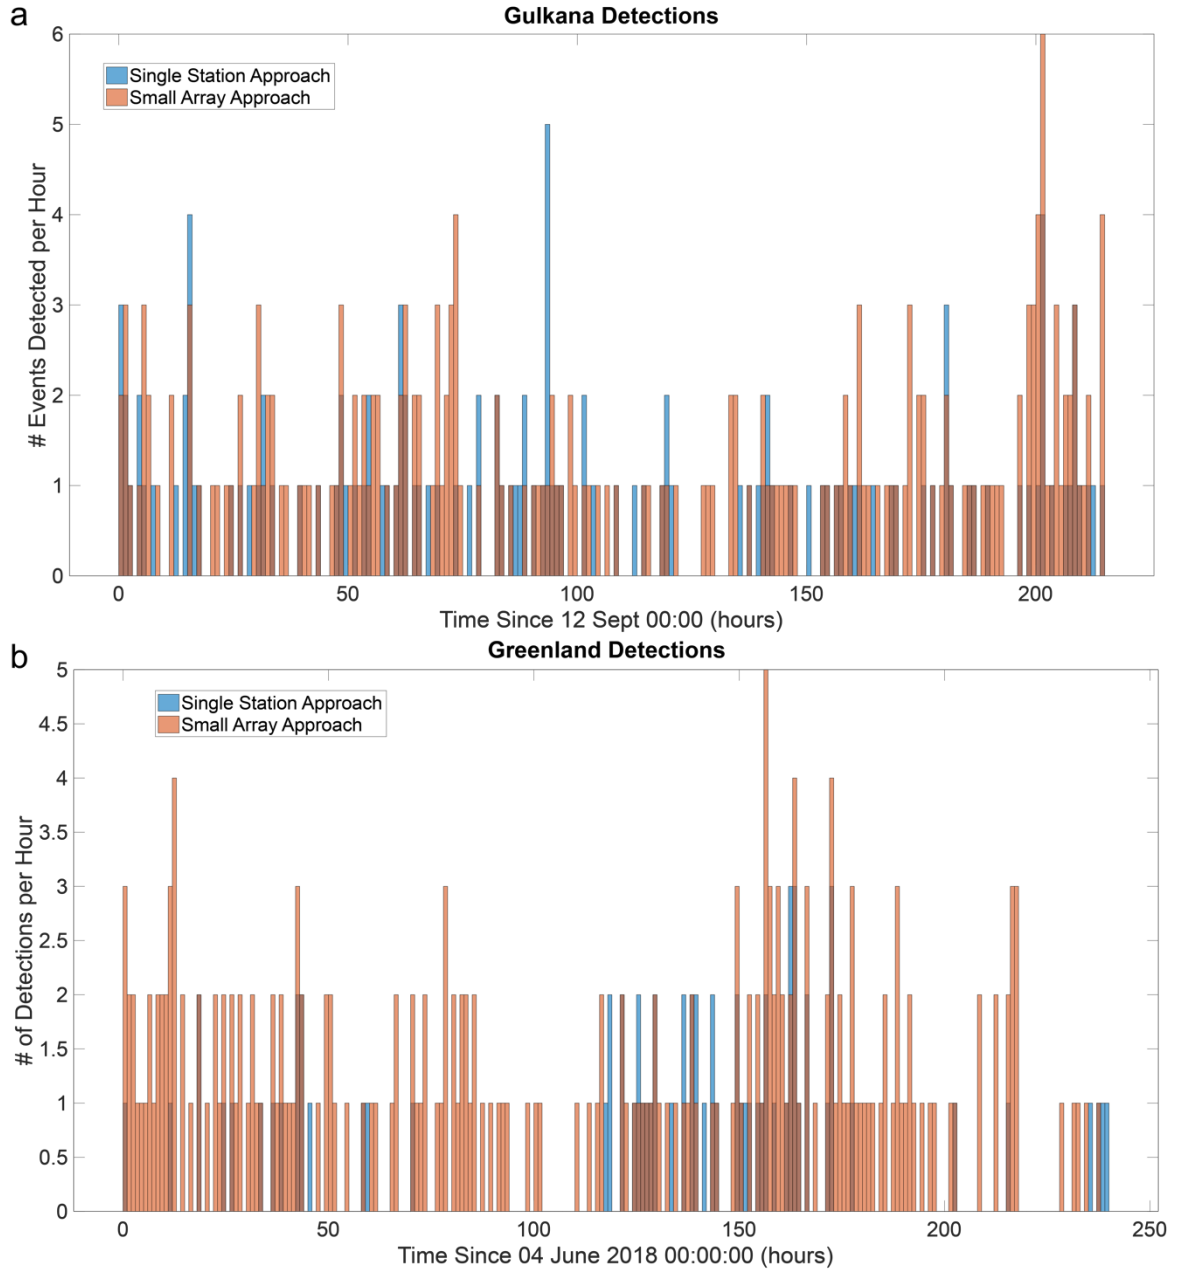 a
Gulkana Detections
6
5
4
3
2
1
0
# Events Detected per Hour
Single Station Approach
Small Array Approach
0 50 100 150 200
Time Since 12 Sept 00:00 (hours)
b
Greenland Detections
5
4.5
4
3.5
3
2.5
2
1.5
1
0.5
0
# of Detections per Hour
Single Station Approach
Small Array Approach
0 50 100 150 200 250
Time Since 04 June 2018 00:00:00 (hours)